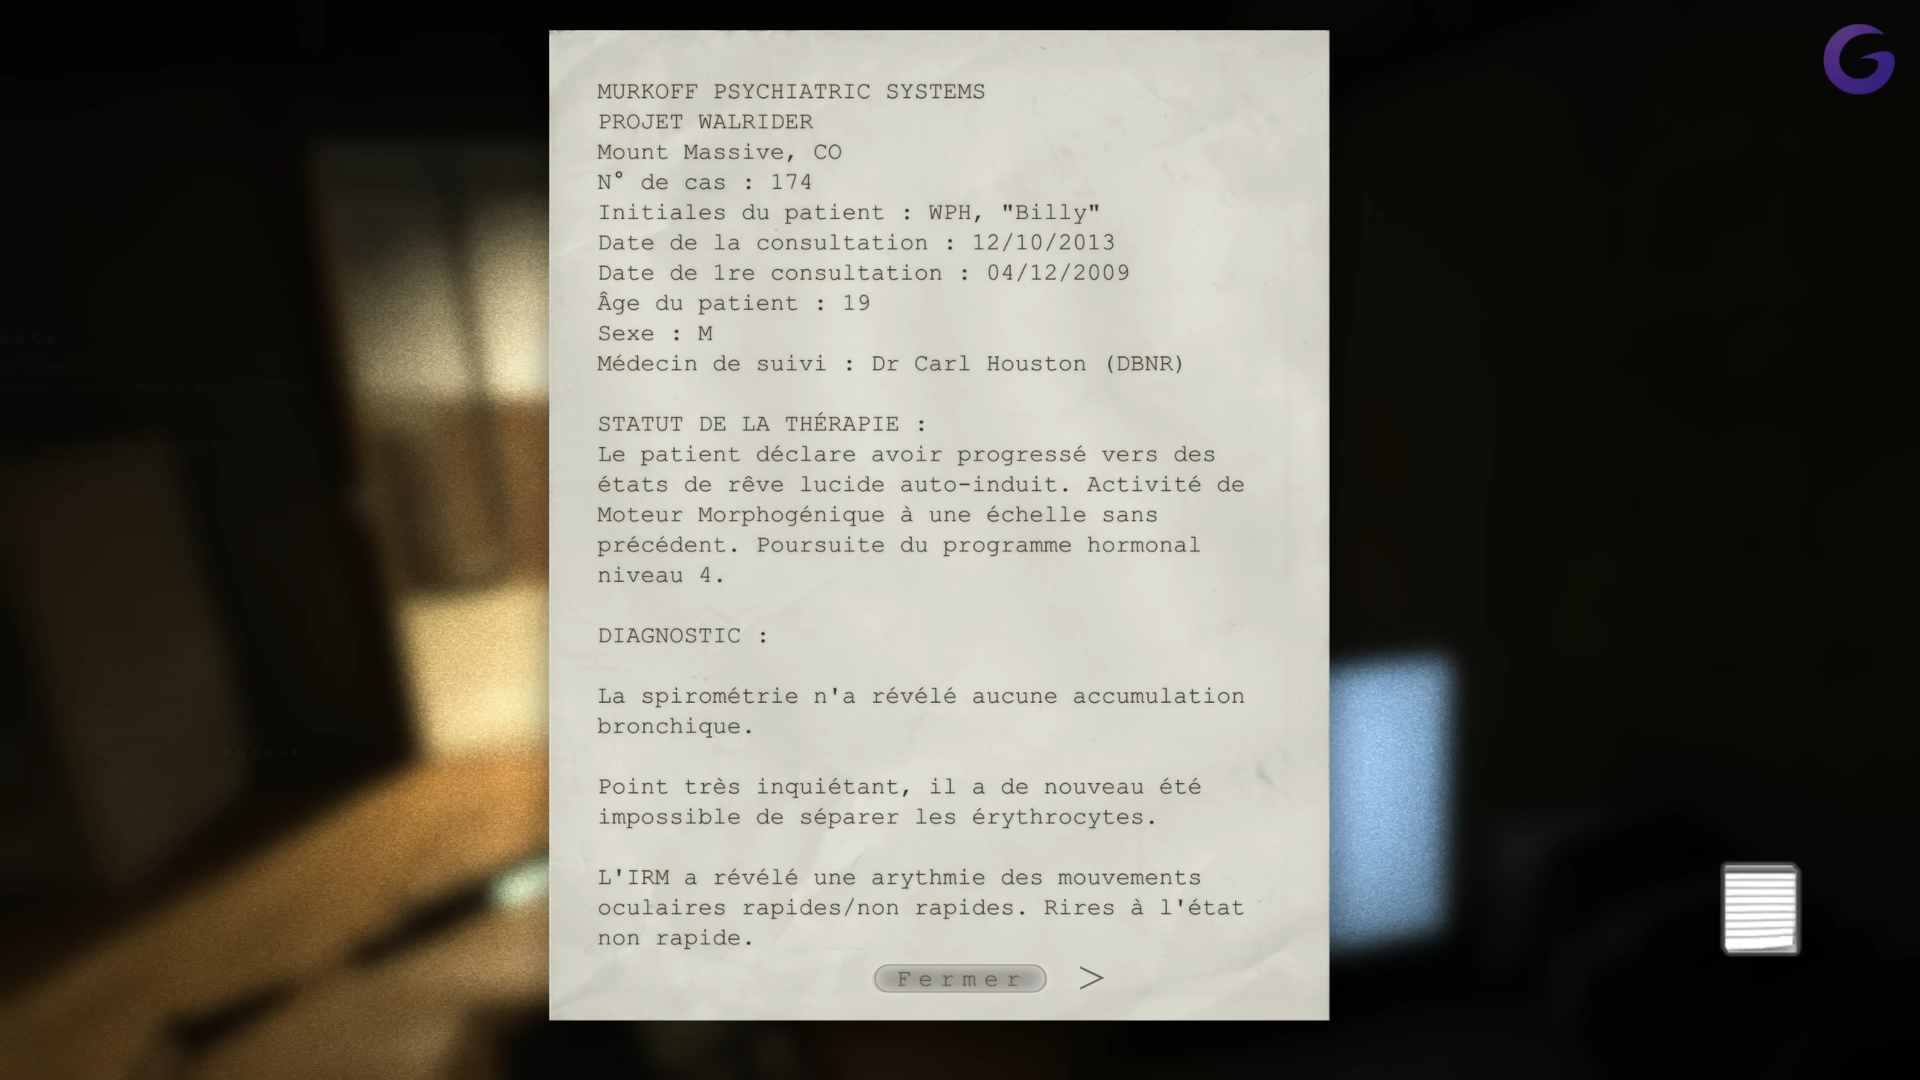 MURKOFF PSYCHIATRIC SYSTEMS
PROJET WALRIDER
Mount Massive, CO
N° de cas : 174
Initiales du patient : WPH, "Billy"
Date de la consultation : 12/10/2013
Date de 1re consultation : 04/12/2009
Âge du patient : 19
Sexe : M
Médecin de suivi : Dr Carl Houston (DBNR)
STATUT DE LA THÉRAPIE :
Le patient déclare avoir progressé vers des
états de rêve lucide auto-induit. Activité de
Moteur Morphogénique à une échelle sans
précédent. Poursuite du programme hormonal
niveau 4.
DIAGNOSTIC :
La spirométrie n'a révélé aucune accumulation
bronchique.
Point très inquiétant, il a de nouveau été
impossible de séparer les érythrocytes.
L'IRM a révélé une arythmie des mouvements
oculaires rapides/non rapides. Rires à l'état
non rapide.
Fermer >